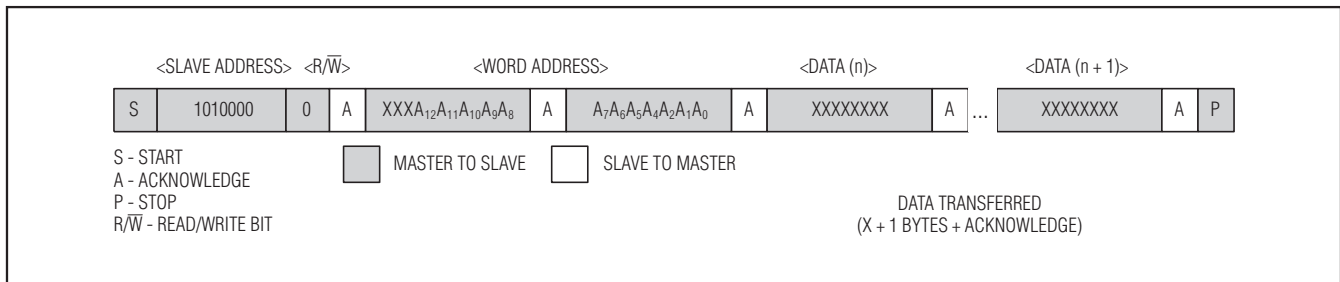 <SLAVE ADDRESS> <R/W̅> <WORD ADDRESS> <DATA (n)> <DATA (n + 1)>
S 1010000 0 A XXXA₁₂A₁₁A₁₀A₉A₈ A A₇A₆A₅A₄A₂A₁A₀ A XXXXXXXX A ... XXXXXXXX A P
S - START
A - ACKNOWLEDGE
P - STOP
R/W̅ - READ/WRITE BIT
MASTER TO SLAVE SLAVE TO MASTER
DATA TRANSFERRED
(X + 1 BYTES + ACKNOWLEDGE)